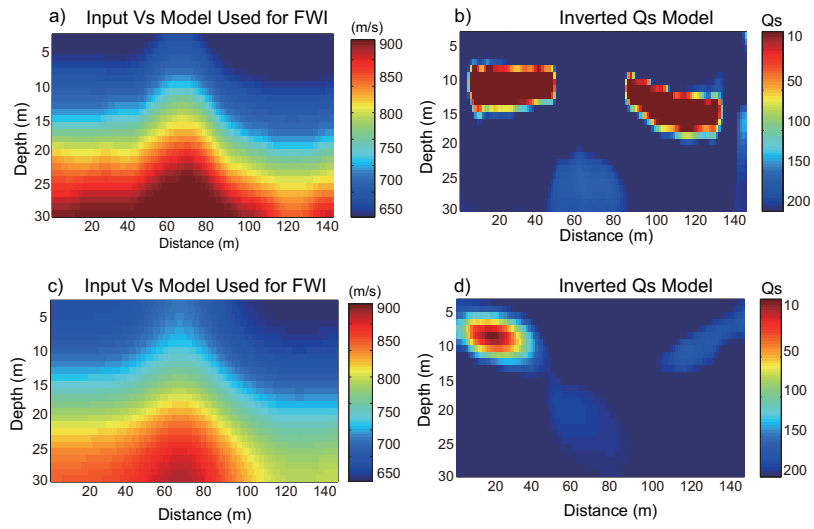 a) Input Vs Model Used for FWI (m/s)
5
10
15
20
25
30
Depth (m)
20 40 60 80 100 120 140
Distance (m)
900
850
800
750
700
650
b) Inverted Qs Model Qs
5
10
15
20
25
30
Depth (m)
20 40 60 80 100 120 140
Distance (m)
10
50
100
150
200
c) Input Vs Model Used for FWI (m/s)
5
10
15
20
25
30
Depth (m)
20 40 60 80 100 120 140
Distance (m)
900
850
800
750
700
650
d) Inverted Qs Model Qs
5
10
15
20
25
30
Depth (m)
20 40 60 80 100 120 140
Distance (m)
10
50
100
150
200